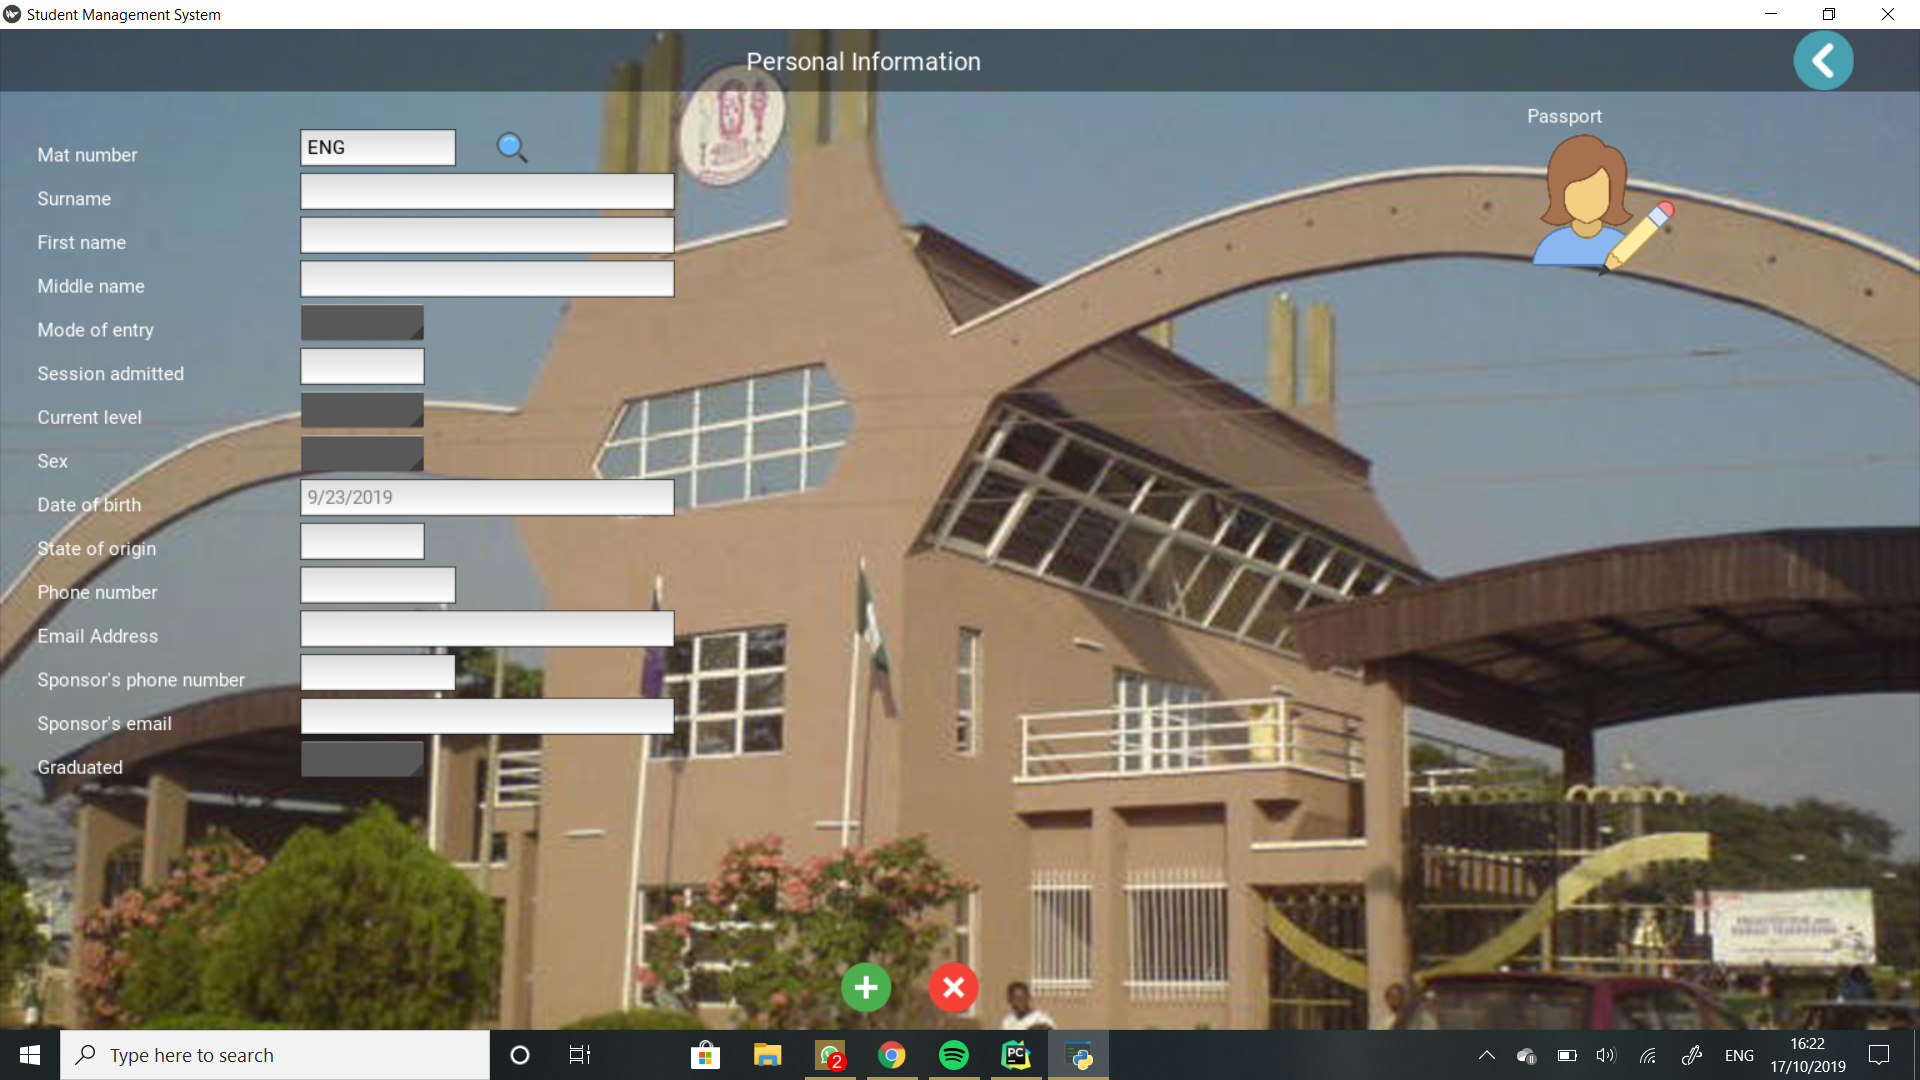 Student Management System
Personal Information
Passport
Mat number ENG
Surname
First name
Middle name
Mode of entry
Session admitted
Current level
Sex
Date of birth 9/23/2019
State of origin
Phone number
Email Address
Sponsor's phone number
Sponsor's email
Graduated
Type here to search
2
PC
ENG
16:22
17/10/2019